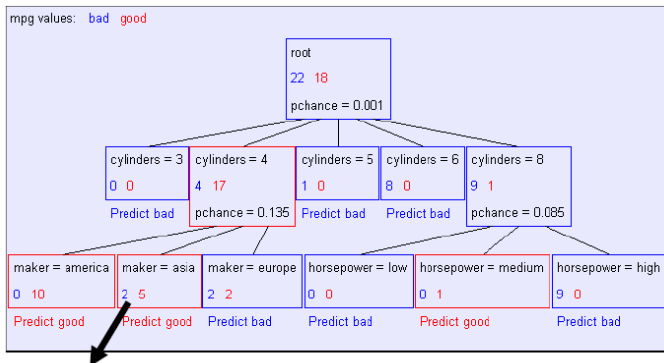 mpg values: bad good
root
22 18
pchance = 0.001
cylinders = 3 cylinders = 4 cylinders = 5 cylinders = 6 cylinders = 8
0 0 4 17 1 0 8 0 9 1
Predict bad pchance = 0.135 Predict bad Predict bad pchance = 0.085
maker = america maker = asia maker = europe horsepower = low horsepower = medium horsepower = high
0 10 2 5 2 2 0 0 0 1 9 0
Predict good Predict good Predict bad Predict bad Predict good Predict bad